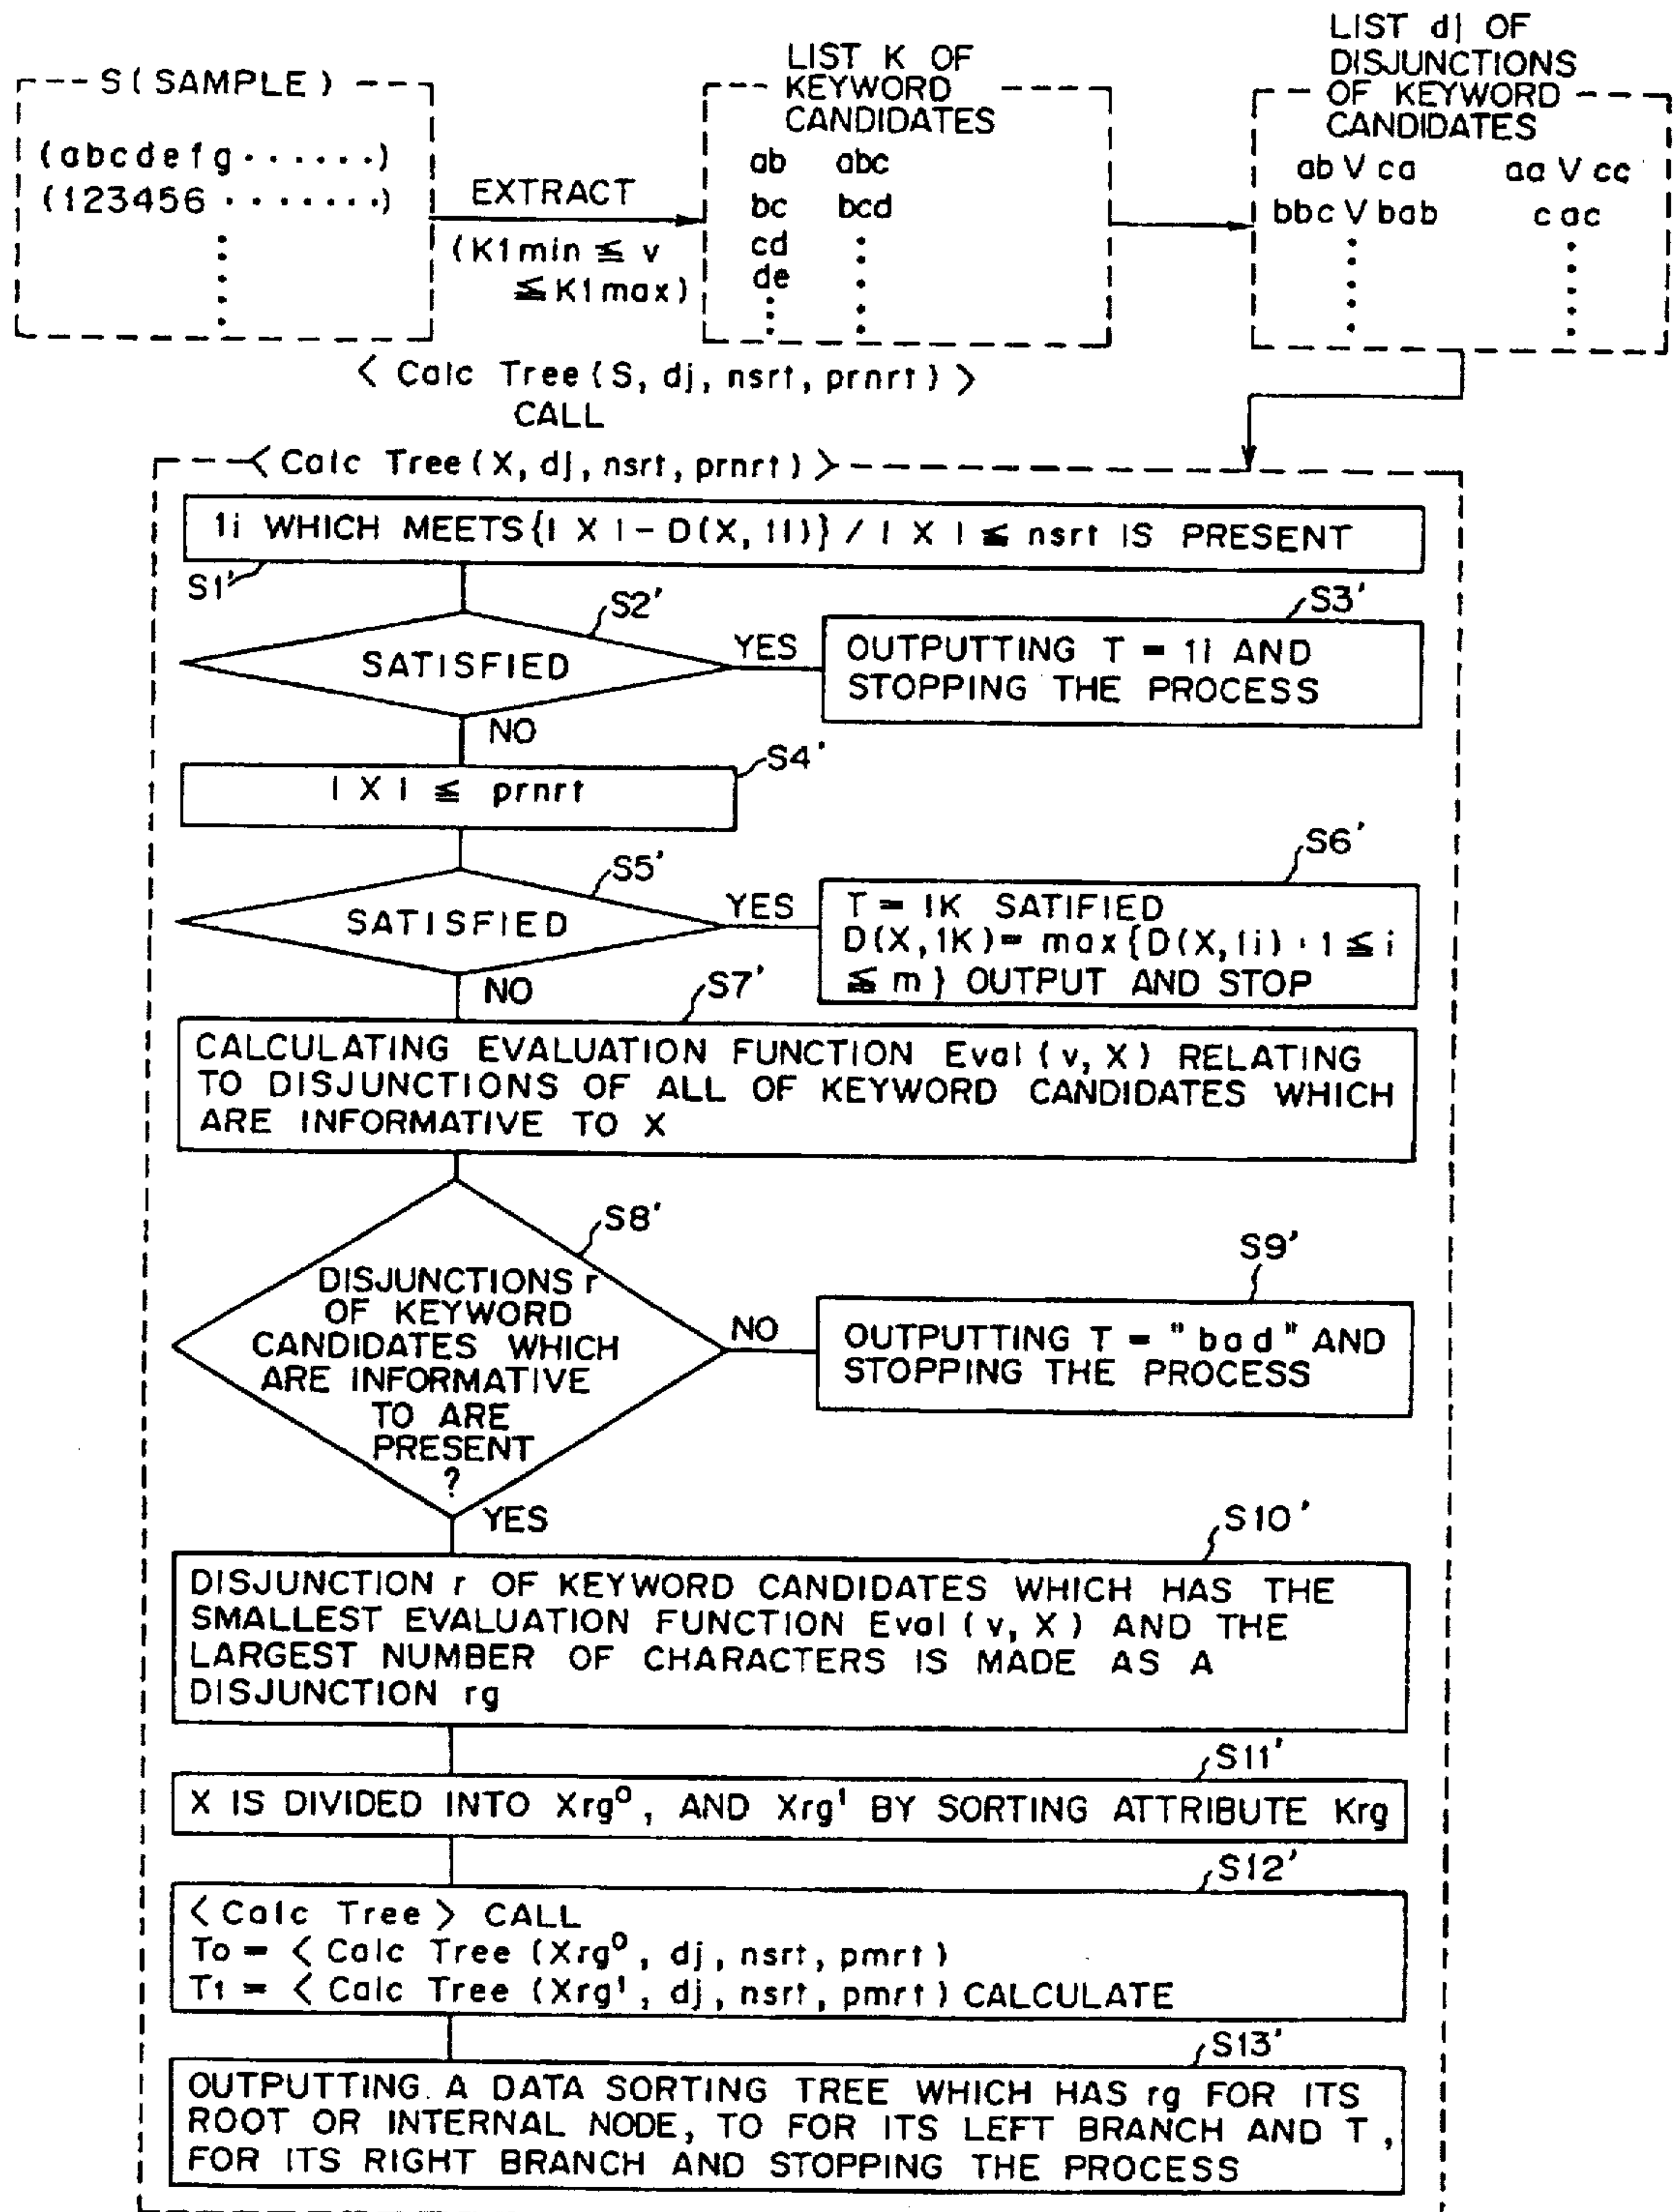 S(SAMPLE)
(abcdefg · · · · · · )
(123456 · · · · · · · )
EXTRACT
(K1min ≦ v
≦K1max)
LIST K OF
KEYWORD
CANDIDATES
ab abc
bc bcd
cd
de
LIST dj OF
DISJUNCTIONS
OF KEYWORD
CANDIDATES
ab V ca aa V cc
bbc V bab cac
< Calc Tree (S, dj, nsrt, prnrt) >
CALL
< Calc Tree (X, dj, nsrt, prnrt) >
1i WHICH MEETS {I X I - D(X, 1I)} / I X I ≦ nsrt IS PRESENT
S1'
S2'
SATISFIED
YES
S3'
OUTPUTTING T = 1I AND
STOPPING THE PROCESS
NO
S4'
I X I ≦ prnrt
S5'
SATISFIED
YES
S6'
T = IK SATIFIED
D(X, 1K) = max {D(X, 1i) · 1 ≦ i
≦ m } OUTPUT AND STOP
NO
S7'
CALCULATING EVALUATION FUNCTION Eval (v, X) RELATING
TO DISJUNCTIONS OF ALL OF KEYWORD CANDIDATES WHICH
ARE INFORMATIVE TO X
S8'
DISJUNCTIONS r
OF KEYWORD
CANDIDATES WHICH
ARE INFORMATIVE
TO ARE
PRESENT
?
NO
S9'
OUTPUTTING T = "bad" AND
STOPPING THE PROCESS
YES
S10'
DISJUNCTION r OF KEYWORD CANDIDATES WHICH HAS THE
SMALLEST EVALUATION FUNCTION Eval (v, X) AND THE
LARGEST NUMBER OF CHARACTERS IS MADE AS A
DISJUNCTION rg
S11'
X IS DIVIDED INTO Xrg⁰, AND Xrg¹ BY SORTING ATTRIBUTE Krg
S12'
< Calc Tree > CALL
To = < Calc Tree (Xrg⁰, dj, nsrt, pmrt)
T1 = < Calc Tree (Xrg¹, dj, nsrt, pmrt) CALCULATE
S13'
OUTPUTTING. A DATA SORTING TREE WHICH HAS rg FOR ITS
ROOT OR INTERNAL NODE, TO FOR ITS LEFT BRANCH AND T,
FOR ITS RIGHT BRANCH AND STOPPING THE PROCESS